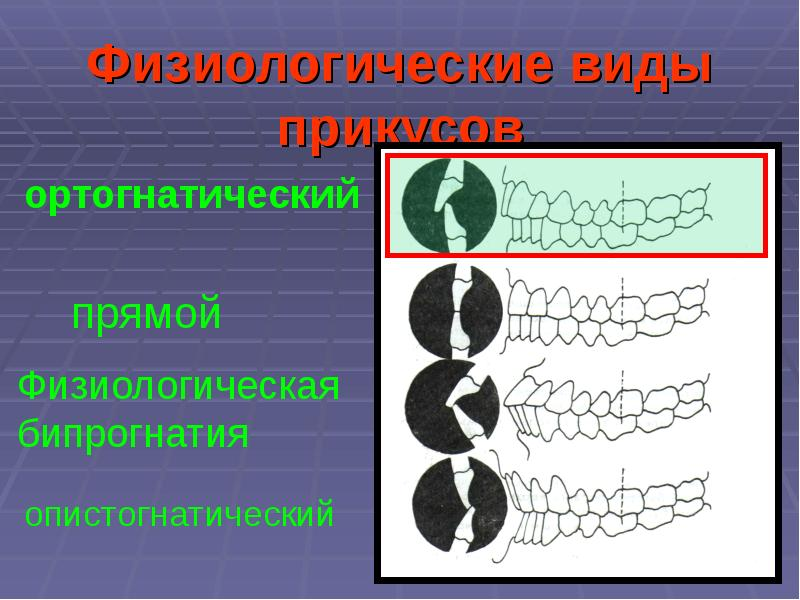 Физиологические виды
прикусов
ортогнатический
прямой
Физиологическая
бипрогнатия
опистогнатический